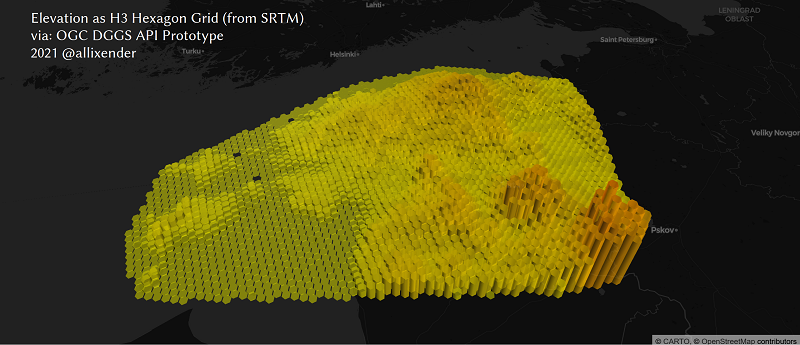 Elevation as H3 Hexagon Grid (from SRTM)
via: OGC DGGS API Prototype
2021 @allixender
Lahti
LENINGRAD
OBLAST
Turku
Helsinki
Saint Petersburg
Veliky Novgor
Pskov
© CARTO, © OpenStreetMap contributors